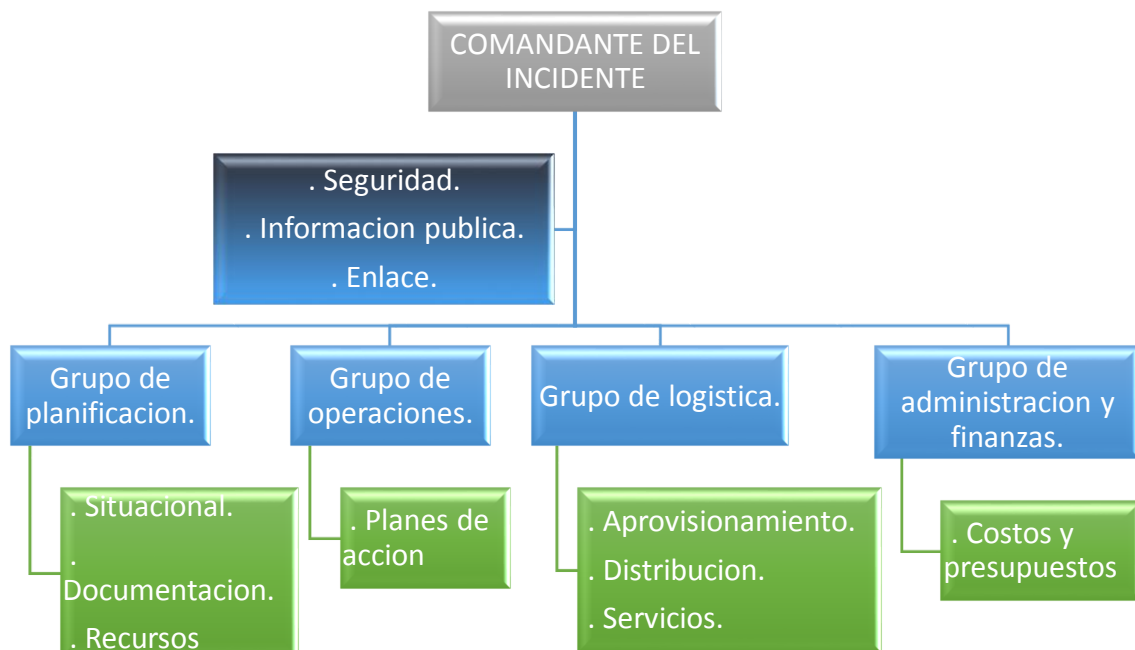 COMANDANTE DEL
INCIDENTE
. Seguridad.
. Informacion publica.
. Enlace.
Grupo de
planificacion.
Grupo de
operaciones.
Grupo de logistica.
Grupo de
administracion y
finanzas.
. Situacional.
.
Documentacion.
. Recursos
. Planes de
accion
. Aprovisionamiento.
. Distribucion.
. Servicios.
. Costos y
presupuestos